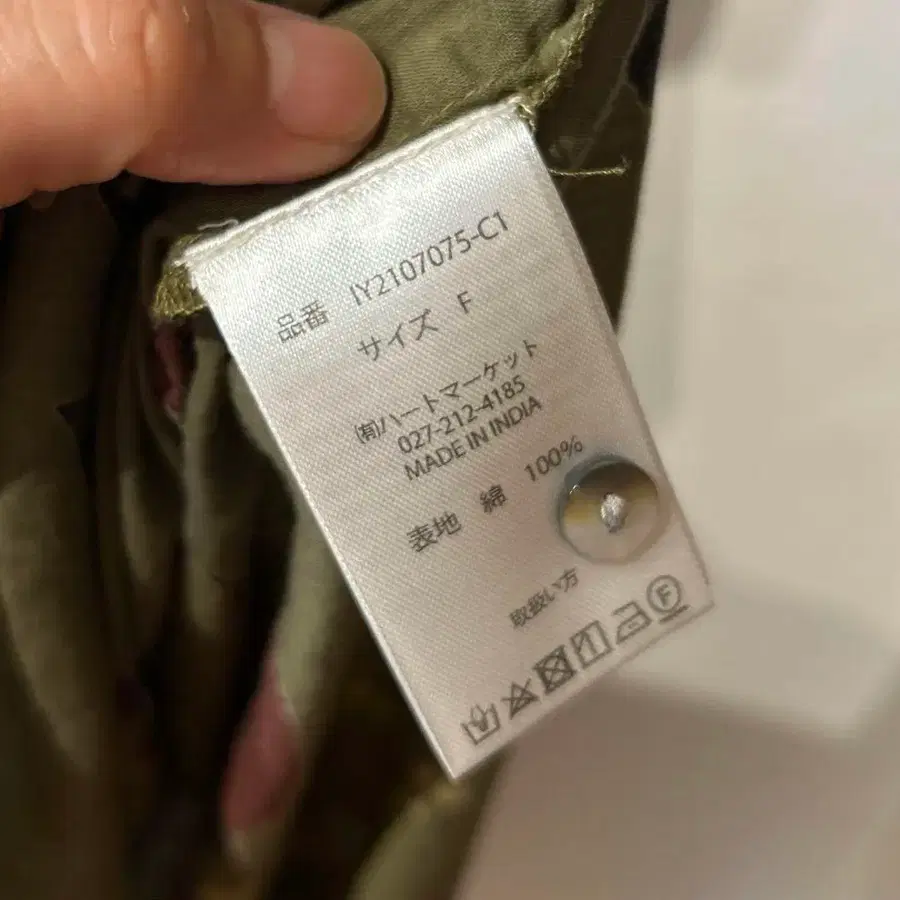 品番 IY2107075-C1
サイズ F
㈲ハートマーケット
027-212-4185
MADE IN INDIA
表地 綿 100%
取扱い方
F